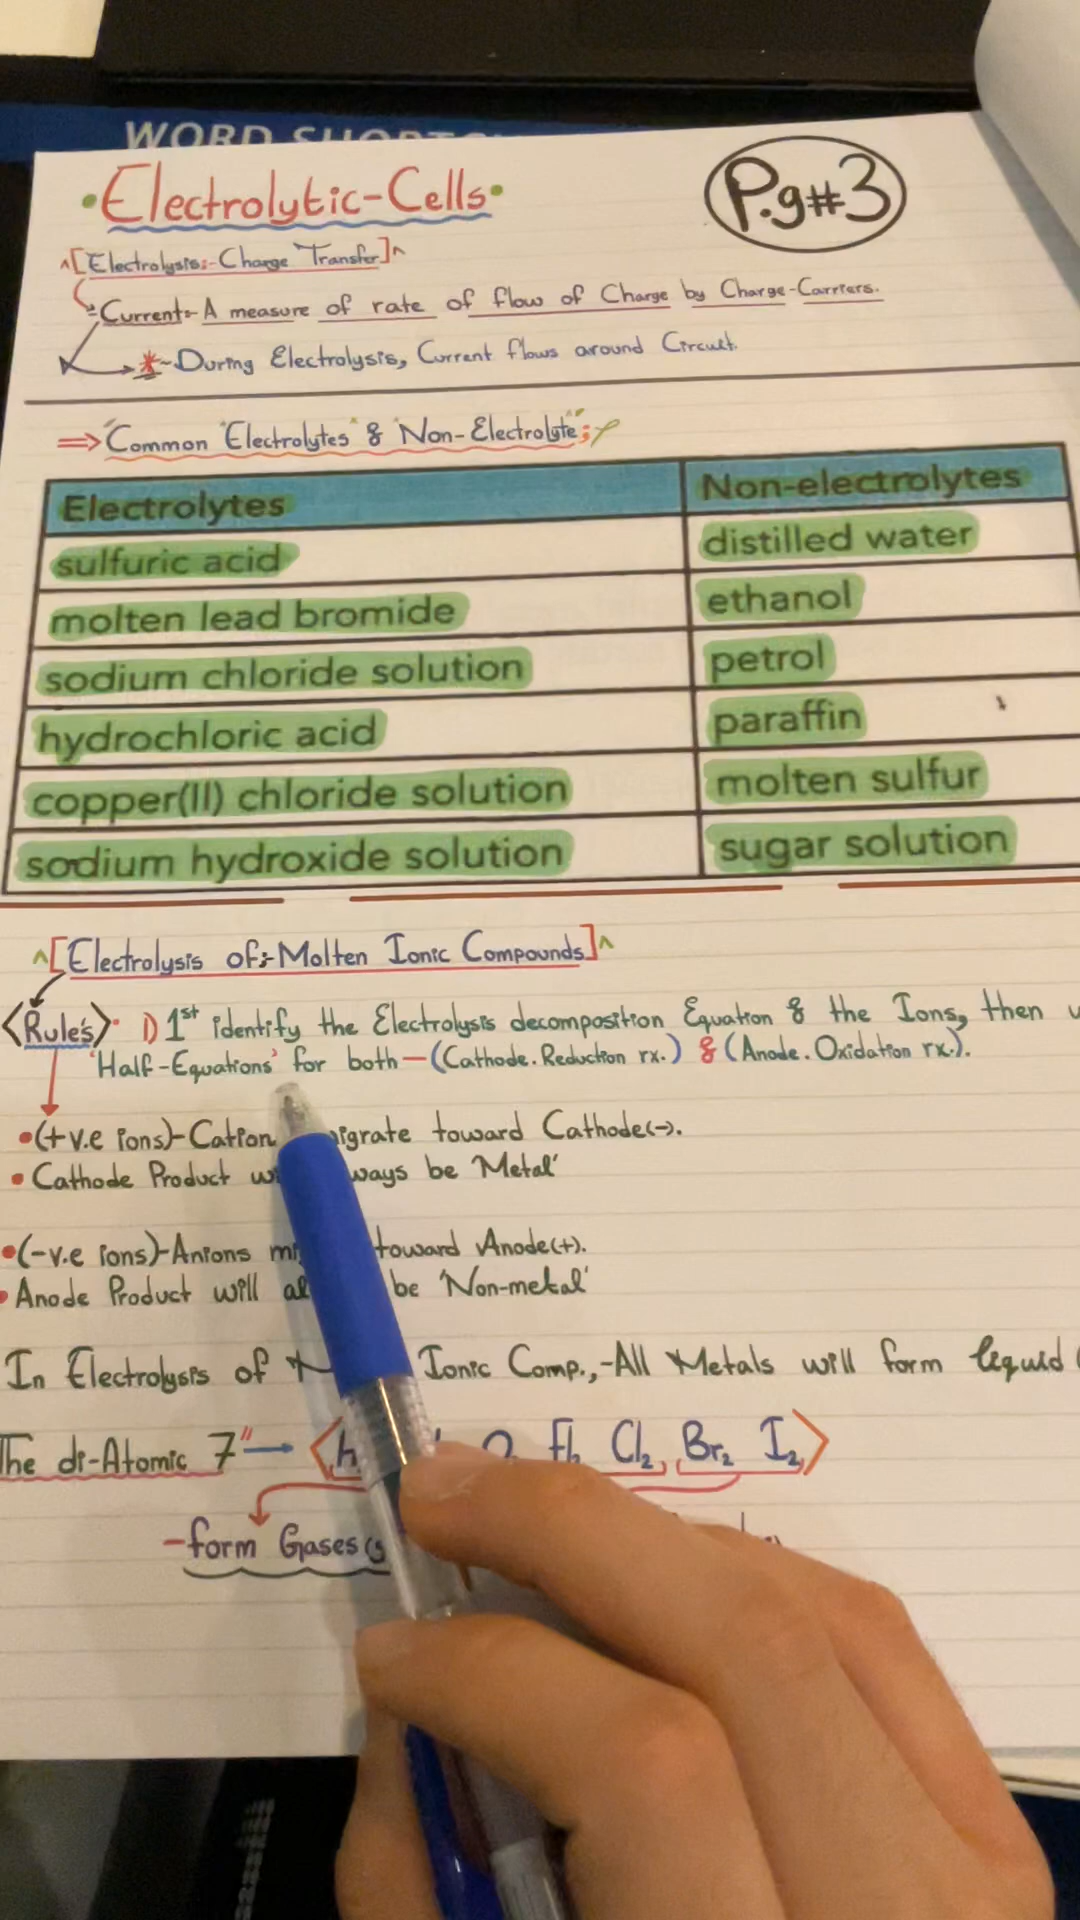 WORD
•Electrolytic-Cells•
P.g#3
^[Electrolysis:-Charge Transfer]^
Current:- A measure of rate of flow of Charge by Charge-Carriers.
*~During Electrolysis, Current flows around Circuit.
⇒ "Common "Electrolytes" & "Non-Electrolyte";
Electrolytes Non-electrolytes
sulfuric acid distilled water
molten lead bromide ethanol
sodium chloride solution petrol
hydrochloric acid paraffin
copper(II) chloride solution molten sulfur
sodium hydroxide solution sugar solution
^[Electrolysis of:-Molten Ionic Compounds]^
<Rule's>• 1) 1st identify the Electrolysis decomposition Equation & the Ions, then
'Half-Equations' for both—(Cathode.Reduction rx.) & (Anode.Oxidation rx.).
•(+v.e ions)-Cation toward Cathode(-).
• Cathode Product be 'Metal'
•(-v.e ions)-Anions toward Anode(+).
• Anode Product will be 'Non-metal'
In Electrolysis of Ionic Comp.,-All Metals will form liquid
The di-Atomic 7" → < Cl₂, Br₂ I₂>
-form Gases